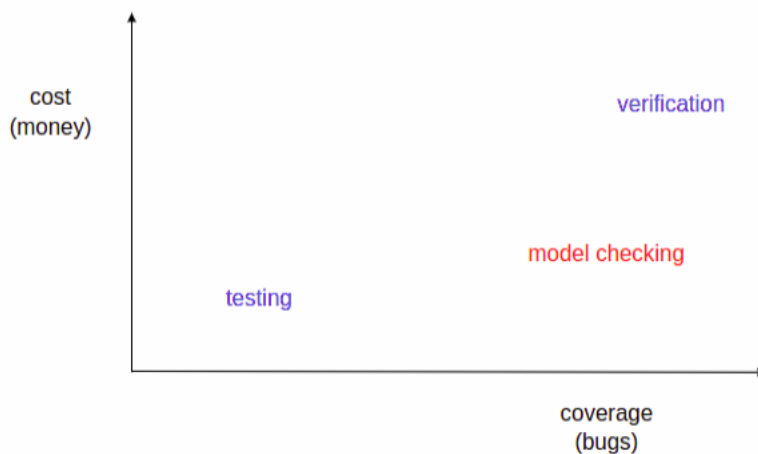 cost
(money)
verification
model checking
testing
coverage
(bugs)